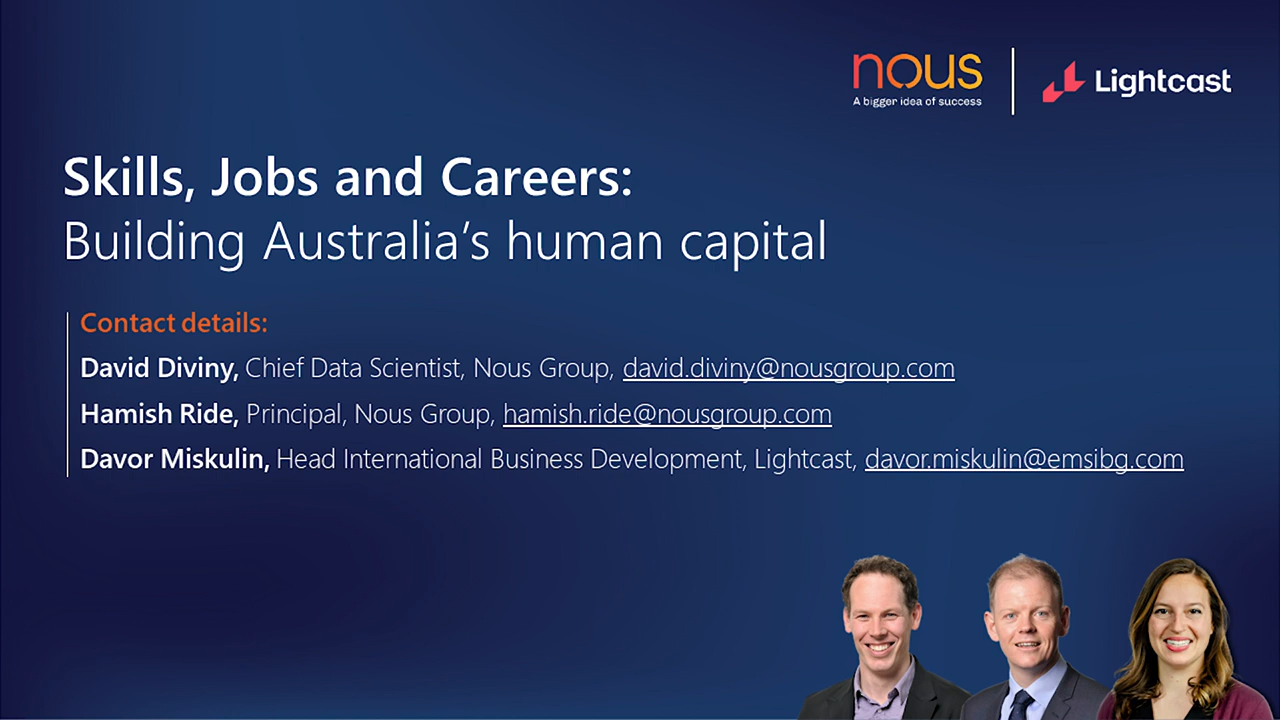 nous
A bigger idea of success
Lightcast
Skills, Jobs and Careers:
Building Australia's human capital
Contact details:
David Diviny, Chief Data Scientist, Nous Group, david.diviny@nousgroup.com
Hamish Ride, Principal, Nous Group, hamish.ride@nousgroup.com
Davor Miskulin, Head International Business Development, Lightcast, davor.miskulin@emsibg.com